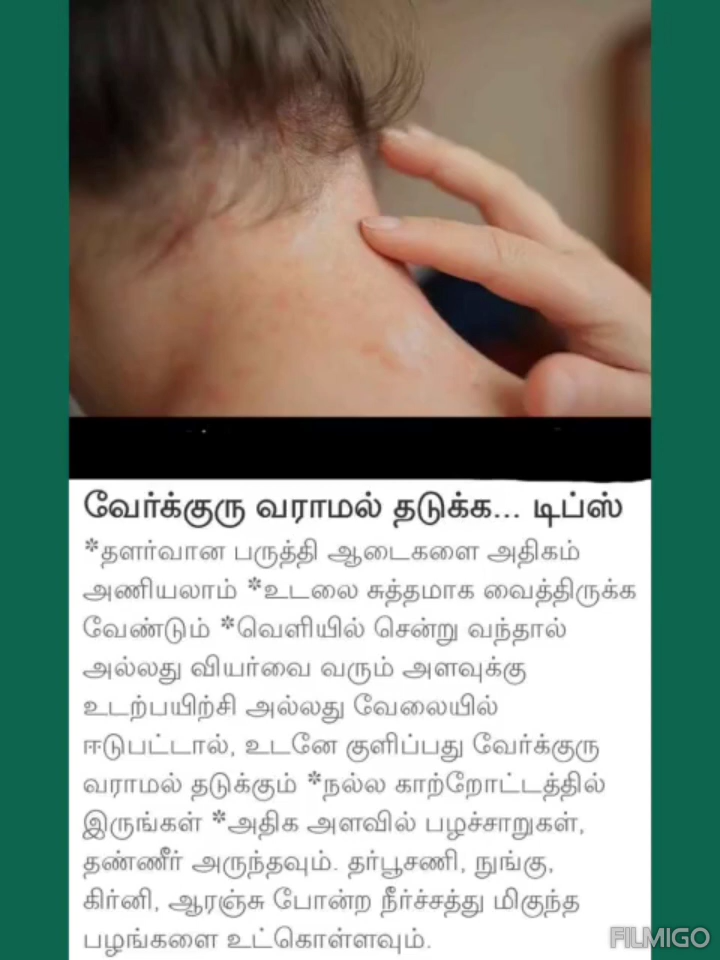 வேர்க்குரு வராமல் தடுக்க... டிப்ஸ்
*தளர்வான பருத்தி ஆடைகளை அதிகம்
அணியலாம் *உடலை சுத்தமாக வைத்திருக்க
வேண்டும் *வெளியில் சென்று வந்தால்
அல்லது வியர்வை வரும் அளவுக்கு
உடற்பயிற்சி அல்லது வேலையில்
ஈடுபட்டால், உடனே குளிப்பது வேர்க்குரு
வராமல் தடுக்கும் *நல்ல காற்றோட்டத்தில்
இருங்கள் *அதிக அளவில் பழச்சாறுகள்,
தண்ணீர் அருந்தவும். தர்பூசணி, நுங்கு,
கிர்னி, ஆரஞ்சு போன்ற நீர்ச்சத்து மிகுந்த
பழங்களை உட்கொள்ளவும்.
FILMIGO